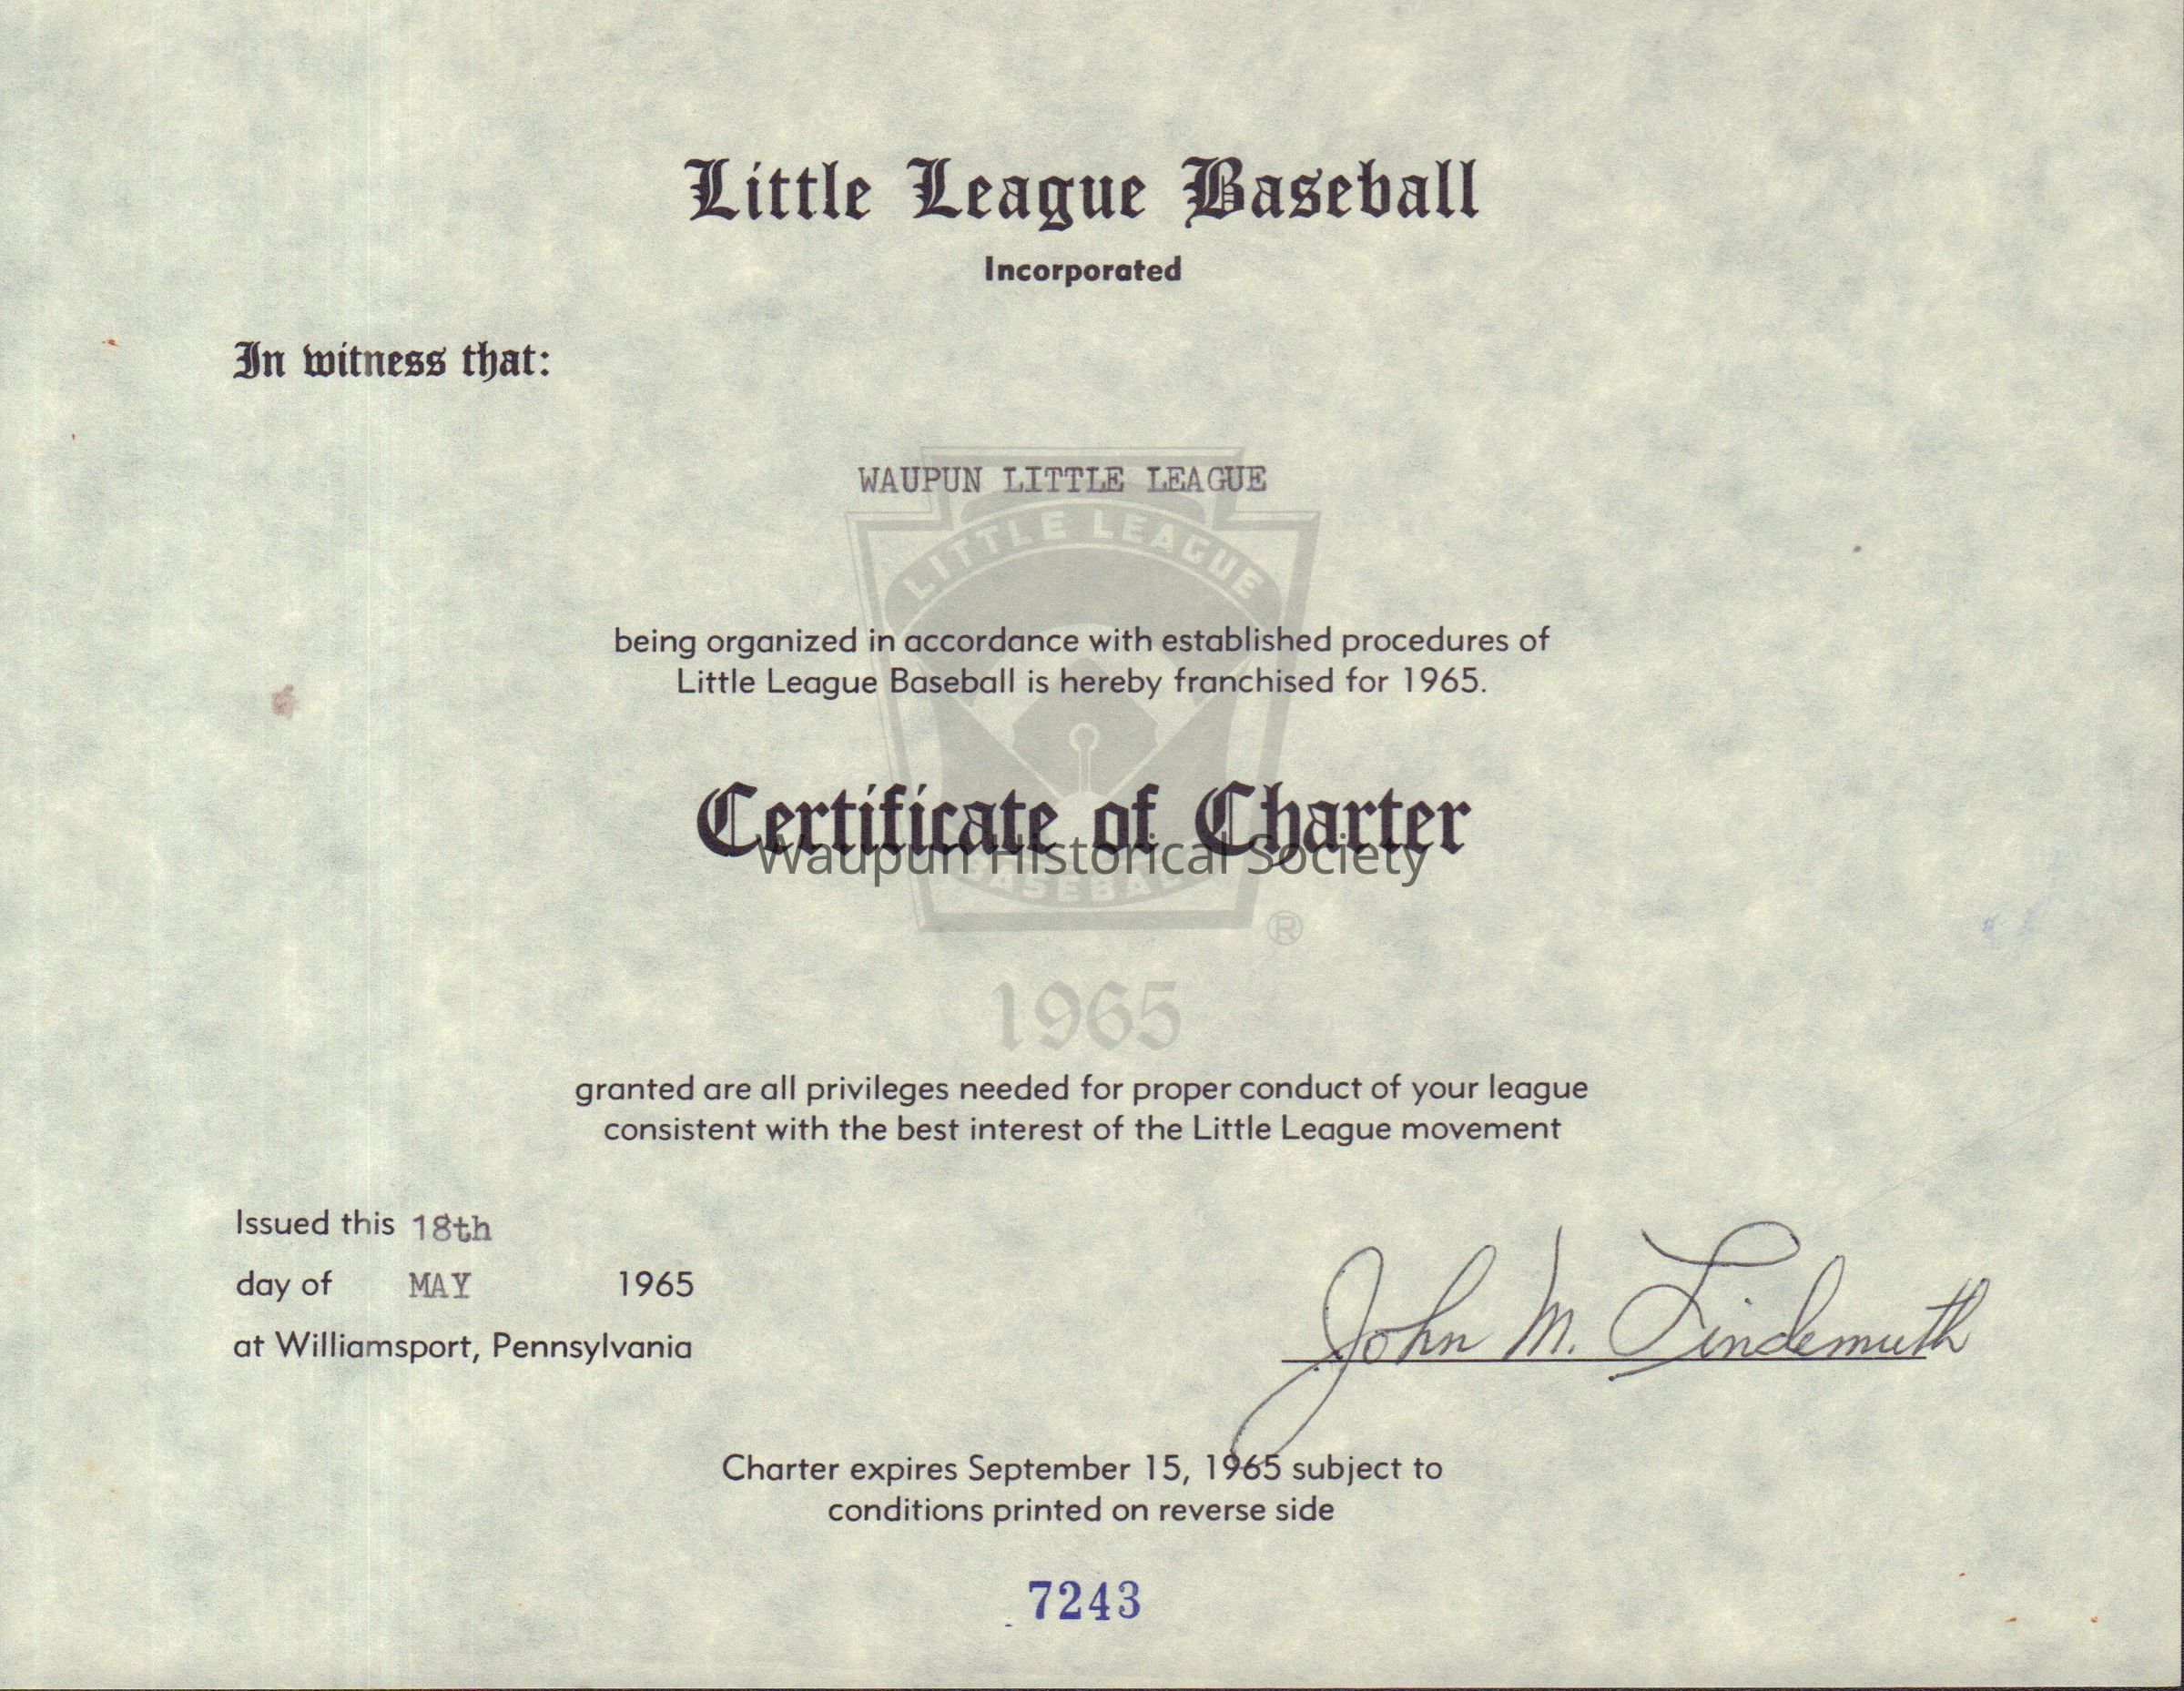 Little League Baseball
Incorporated
In witness that:
WAUPUN LITTLE LEAGUE
LITTLE LEAGUE
being organized in accordance with established procedures of
Little League Baseball is hereby franchised for 1965.
Certificate of Charter
Waupun Historical Society
BASEBALL
®
1965
granted are all privileges needed for proper conduct of your league
consistent with the best interest of the Little League movement
Issued this 18th
day of MAY 1965
at Williamsport, Pennsylvania
John M. Lindemuth
Charter expires September 15, 1965 subject to
conditions printed on reverse side
7243